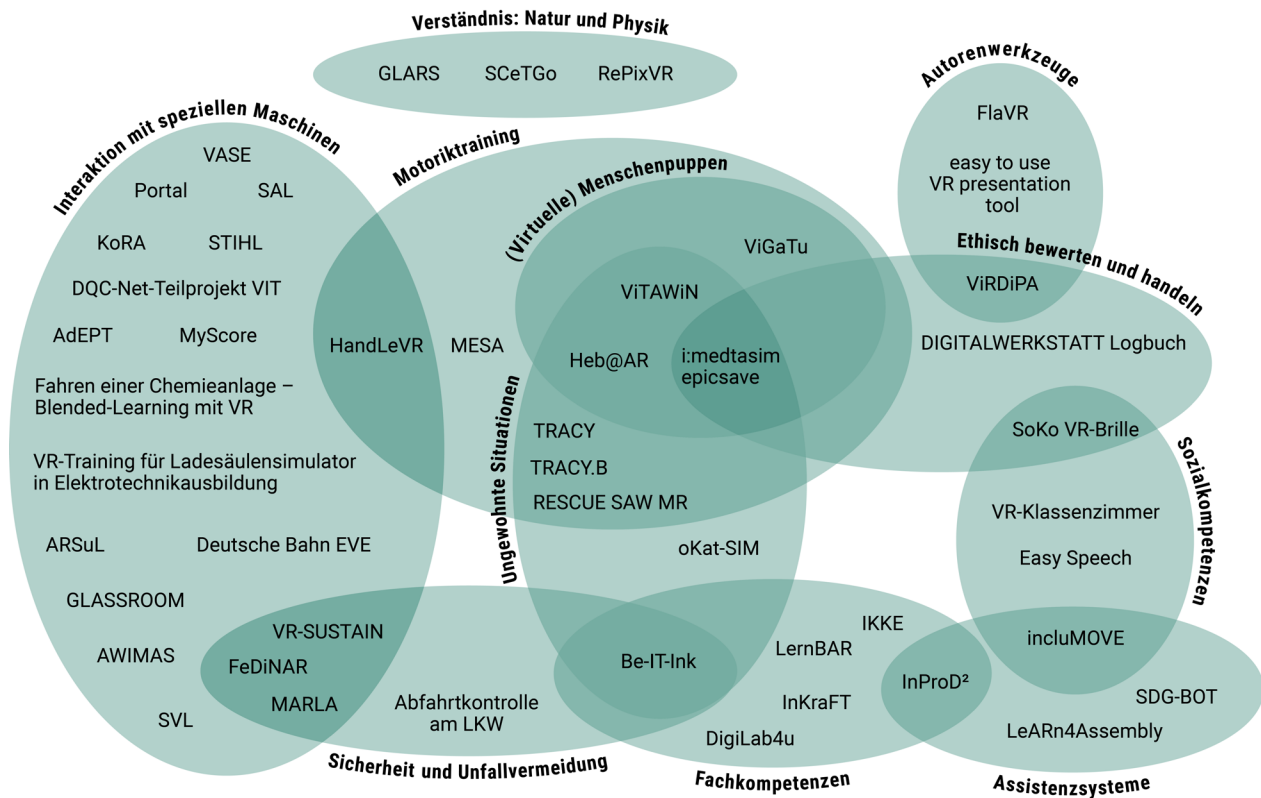 Verständnis: Natur und Physik
GLARS
SCeTGo
RePixVR
Autorenwerkzeuge
FlaVR
easy to use
VR presentation
tool
Interaktion mit speziellen Maschinen
VASE
Portal
SAL
KoRA
STIHL
DQC-Net-Teilprojekt VIT
AdEPT
MyScore
Fahren einer Chemieanlage –
Blended-Learning mit VR
VR-Training für Ladesäulensimulator
in Elektrotechnikausbildung
ARSuL
Deutsche Bahn EVE
GLASSROOM
AWIMAS
SVL
Motoriktraining
HandLeVR
MESA
(Virtuelle) Menschenpuppen
ViGaTu
ViTAWiN
Heb@AR
i:medtasim
epicsave
Ethisch bewerten und handeln
ViRDiPA
DIGITALWERKSTATT Logbuch
SoKo VR-Brille
Ungewohnte Situationen
TRACY
TRACY.B
RESCUE SAW MR
oKat-SIM
Sozialkompetenzen
VR-Klassenzimmer
Easy Speech
incluMOVE
VR-SUSTAIN
FeDiNAR
MARLA
Abfahrtkontrolle
am LKW
Be-IT-Ink
Sicherheit und Unfallvermeidung
IKKE
LernBAR
InKraFT
DigiLab4u
InProD²
Fachkompetenzen
SDG-BOT
LeARn4Assembly
Assistenzsysteme